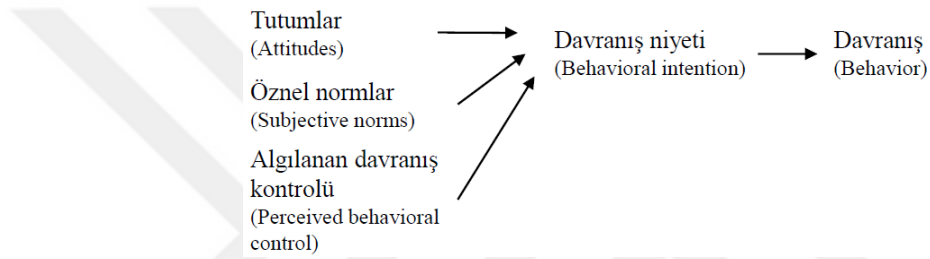 Tutumlar
(Attitudes)
Öznel normlar
(Subjective norms)
Algılanan davranış
kontrolü
(Perceived behavioral
control)
Davranış niyeti
(Behavioral intention)
Davranış
(Behavior)